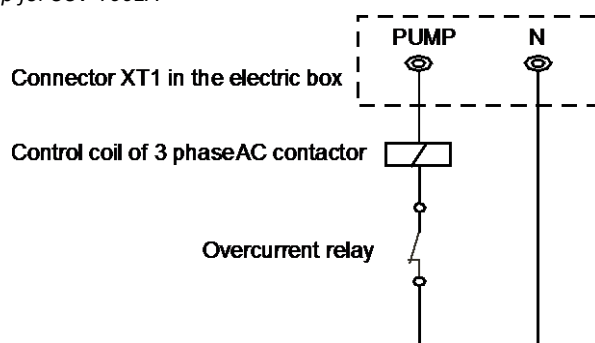 PUMP N
Connector XT1 in the electric box
Control coil of 3 phaseAC contactor
Overcurrent relay